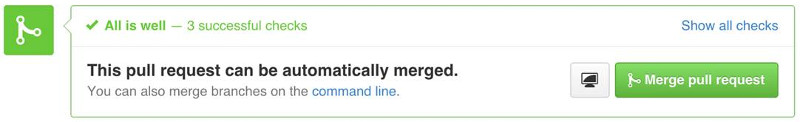 All is well — 3 successful checks Show all checks
This pull request can be automatically merged.
You can also merge branches on the command line.
Merge pull request